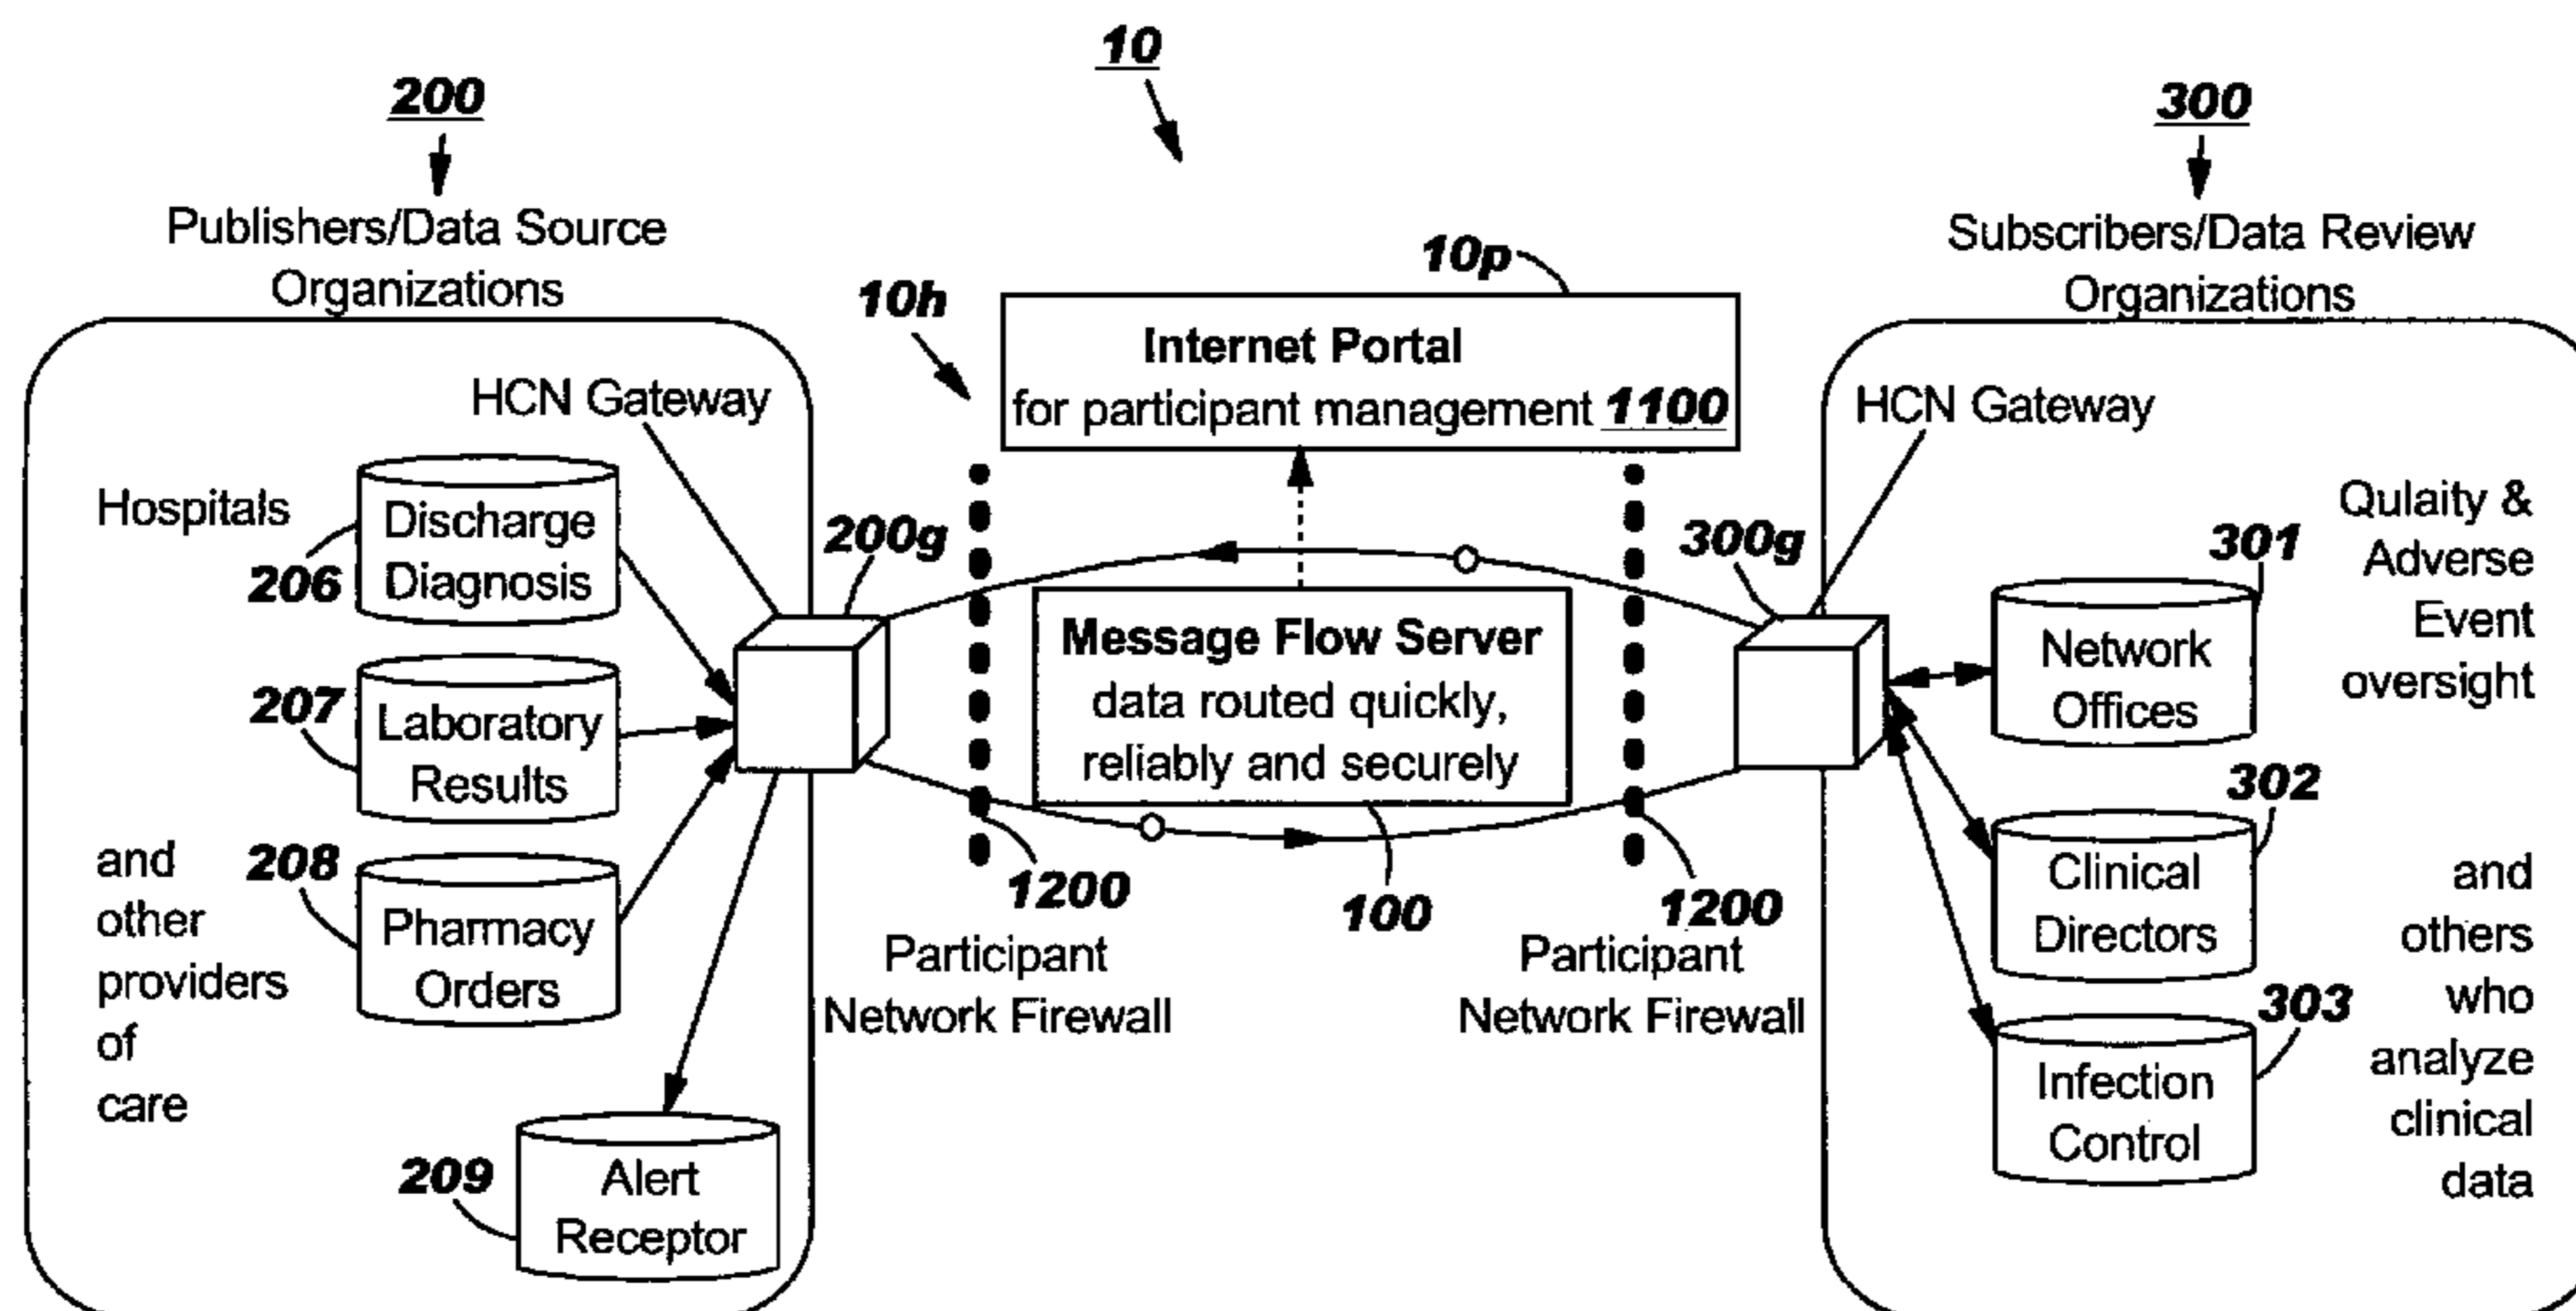 10
200
Publishers/Data Source
Organizations
300
Subscribers/Data Review
Organizations
10h
10p
Internet Portal
for participant management 1100
HCN Gateway
Hospitals
Discharge
Diagnosis
206
200g
207
Laboratory
Results
and
other
providers
of
care
208
Pharmacy
Orders
209
Alert
Receptor
Message Flow Server
data routed quickly,
reliably and securely
100
1200
Participant
Network Firewall
1200
Participant
Network Firewall
HCN Gateway
300g
301
Network
Offices
Qulaity &
Adverse
Event
oversight
302
Clinical
Directors
303
Infection
Control
and
others
who
analyze
clinical
data